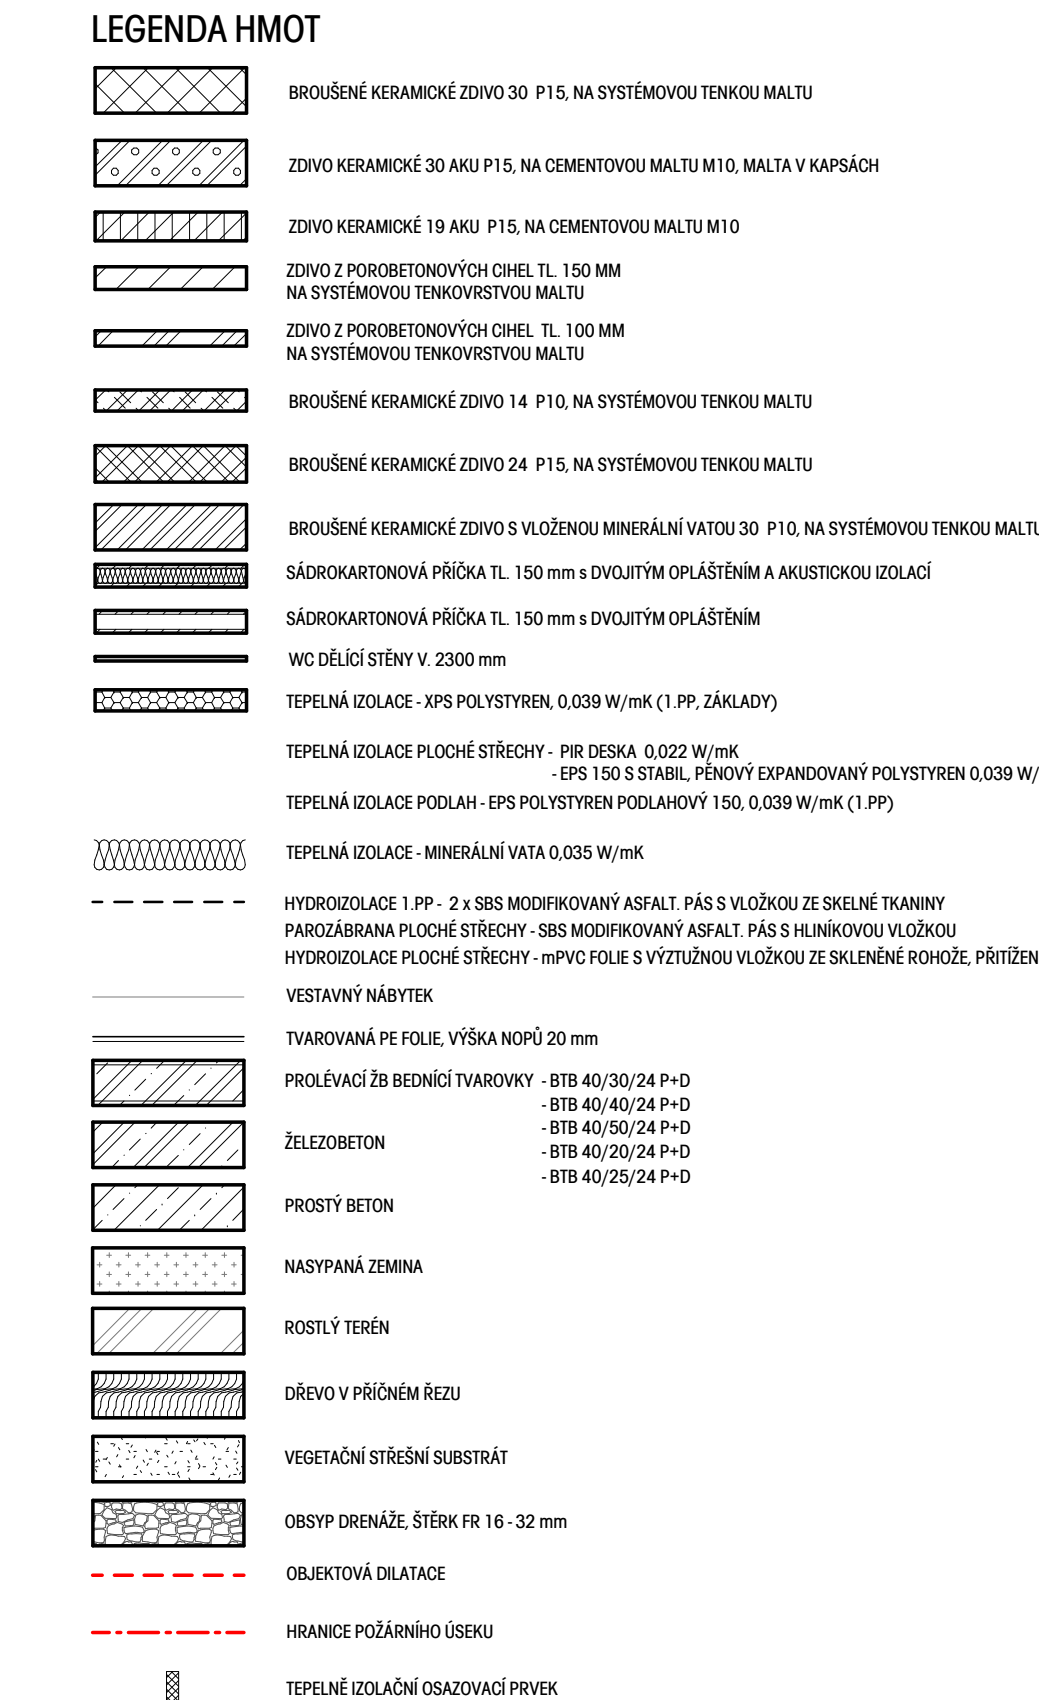 LEGENDA HMOT
BROUŠENÉ KERAMICKÉ ZDIVO 30 P15, NA SYSTÉMOVOU TENKOU MALTU
ZDIVO KERAMICKÉ 30 AKU P15, NA CEMENTOVOU MALTU M10, MALTA V KAPSÁCH
ZDIVO KERAMICKÉ 19 AKU P15, NA CEMENTOVOU MALTU M10
ZDIVO Z POROBETONOVÝCH CIHEL TL. 150 MM
NA SYSTÉMOVOU TENKOVRSTVOU MALTU
ZDIVO Z POROBETONOVÝCH CIHEL TL. 100 MM
NA SYSTÉMOVOU TENKOVRSTVOU MALTU
BROUŠENÉ KERAMICKÉ ZDIVO 14 P10, NA SYSTÉMOVOU TENKOU MALTU
BROUŠENÉ KERAMICKÉ ZDIVO 24 P15, NA SYSTÉMOVOU TENKOU MALTU
BROUŠENÉ KERAMICKÉ ZDIVO S VLOŽENOU MINERÁLNÍ VATOU 30 P10, NA SYSTÉMOVOU TENKOU MALTU
SÁDROKARTONOVÁ PŘÍČKA TL. 150 mm s DVOJITÝM OPLÁŠTĚNÍM A AKUSTICKOU IZOLACÍ
SÁDROKARTONOVÁ PŘÍČKA TL. 150 mm s DVOJITÝM OPLÁŠTĚNÍM
WC DĚLÍCÍ STĚNY V. 2300 mm
TEPELNÁ IZOLACE - XPS POLYSTYREN, 0,039 W/mK (1.PP, ZÁKLADY)
TEPELNÁ IZOLACE PLOCHÉ STŘECHY - PIR DESKA 0,022 W/mK
- EPS 150 S STABIL, PĚNOVÝ EXPANDOVANÝ POLYSTYREN 0,039 W/
TEPELNÁ IZOLACE PODLAH - EPS POLYSTYREN PODLAHOVÝ 150, 0,039 W/mK (1.PP)
TEPELNÁ IZOLACE - MINERÁLNÍ VATA 0,035 W/mK
HYDROIZOLACE 1.PP - 2 x SBS MODIFIKOVANÝ ASFALT. PÁS S VLOŽKOU ZE SKELNÉ TKANINY
PAROZÁBRANA PLOCHÉ STŘECHY - SBS MODIFIKOVANÝ ASFALT. PÁS S HLINÍKOVOU VLOŽKOU
HYDROIZOLACE PLOCHÉ STŘECHY - mPVC FOLIE S VÝZTUŽNOU VLOŽKOU ZE SKLENĚNÉ ROHOŽE, PŘITÍŽEN
VESTAVNÝ NÁBYTEK
TVAROVANÁ PE FOLIE, VÝŠKA NOPŮ 20 mm
PROLÉVACÍ ŽB BEDNÍCÍ TVAROVKY - BTB 40/30/24 P+D
- BTB 40/40/24 P+D
- BTB 40/50/24 P+D
ŽELEZOBETON
- BTB 40/20/24 P+D
- BTB 40/25/24 P+D
PROSTÝ BETON
NASYPANÁ ZEMINA
ROSTLÝ TERÉN
DŘEVO V PŘÍČNÉM ŘEZU
VEGETAČNÍ STŘEŠNÍ SUBSTRÁT
OBSYP DRENÁŽE, ŠTĚRK FR 16 - 32 mm
OBJEKTOVÁ DILATACE
HRANICE POŽÁRNÍHO ÚSEKU
TEPELNĚ IZOLAČNÍ OSAZOVACÍ PRVEK